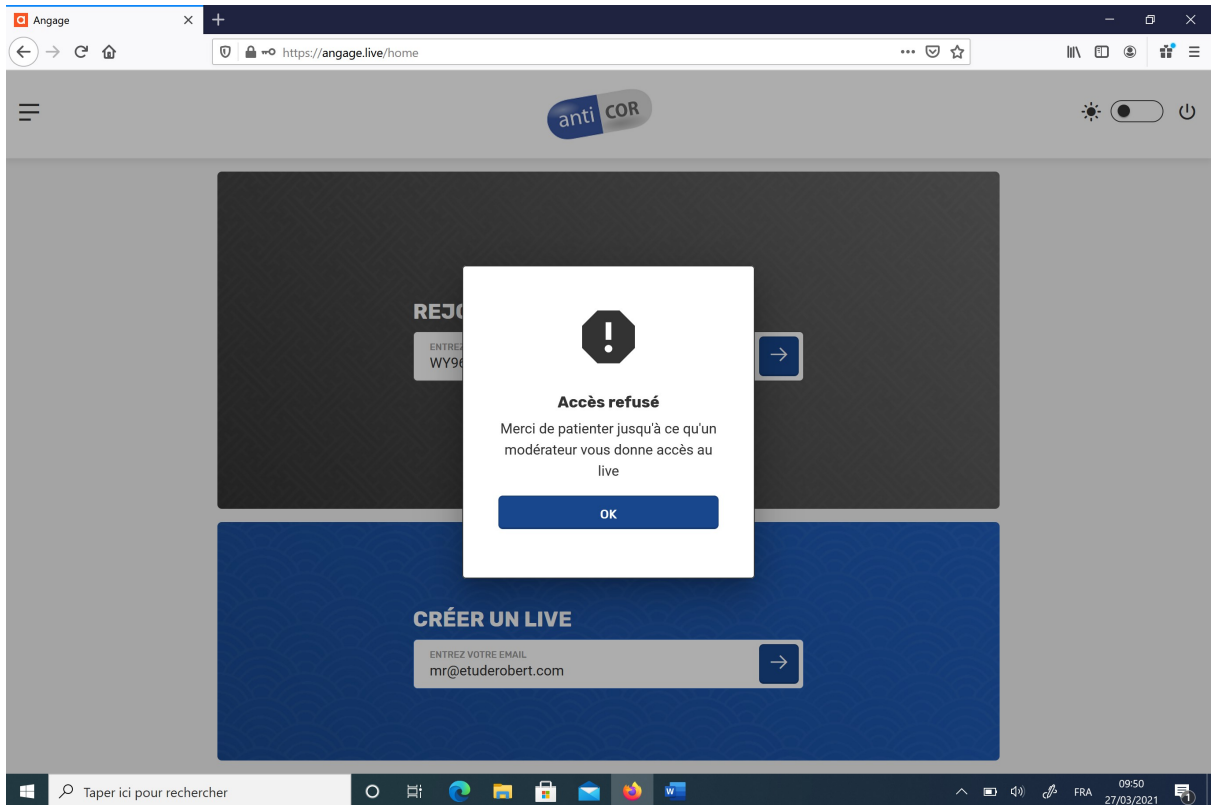 Angage
https://angage.live/home
anti COR
REJO
ENTREZ
WY96
Accès refusé
Merci de patienter jusqu'à ce qu'un
modérateur vous donne accès au
live
OK
CRÉER UN LIVE
ENTREZ VOTRE EMAIL
mr@etuderobert.com
Taper ici pour rechercher
FRA
09:50
27/03/2021
1